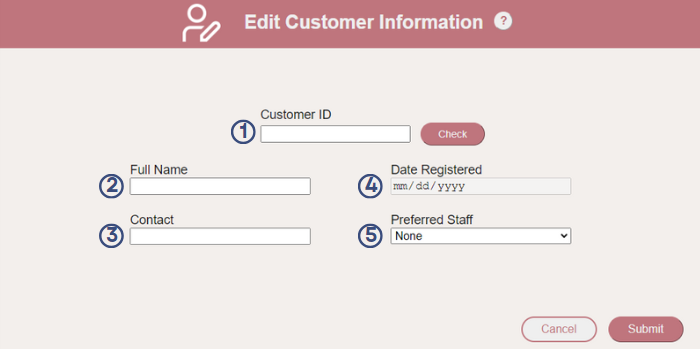 Edit Customer Information ?
Customer ID
1
Check
Full Name
Date Registered
2
4 mm/dd/yyyy
Contact
Preferred Staff
3
5 None
Cancel
Submit